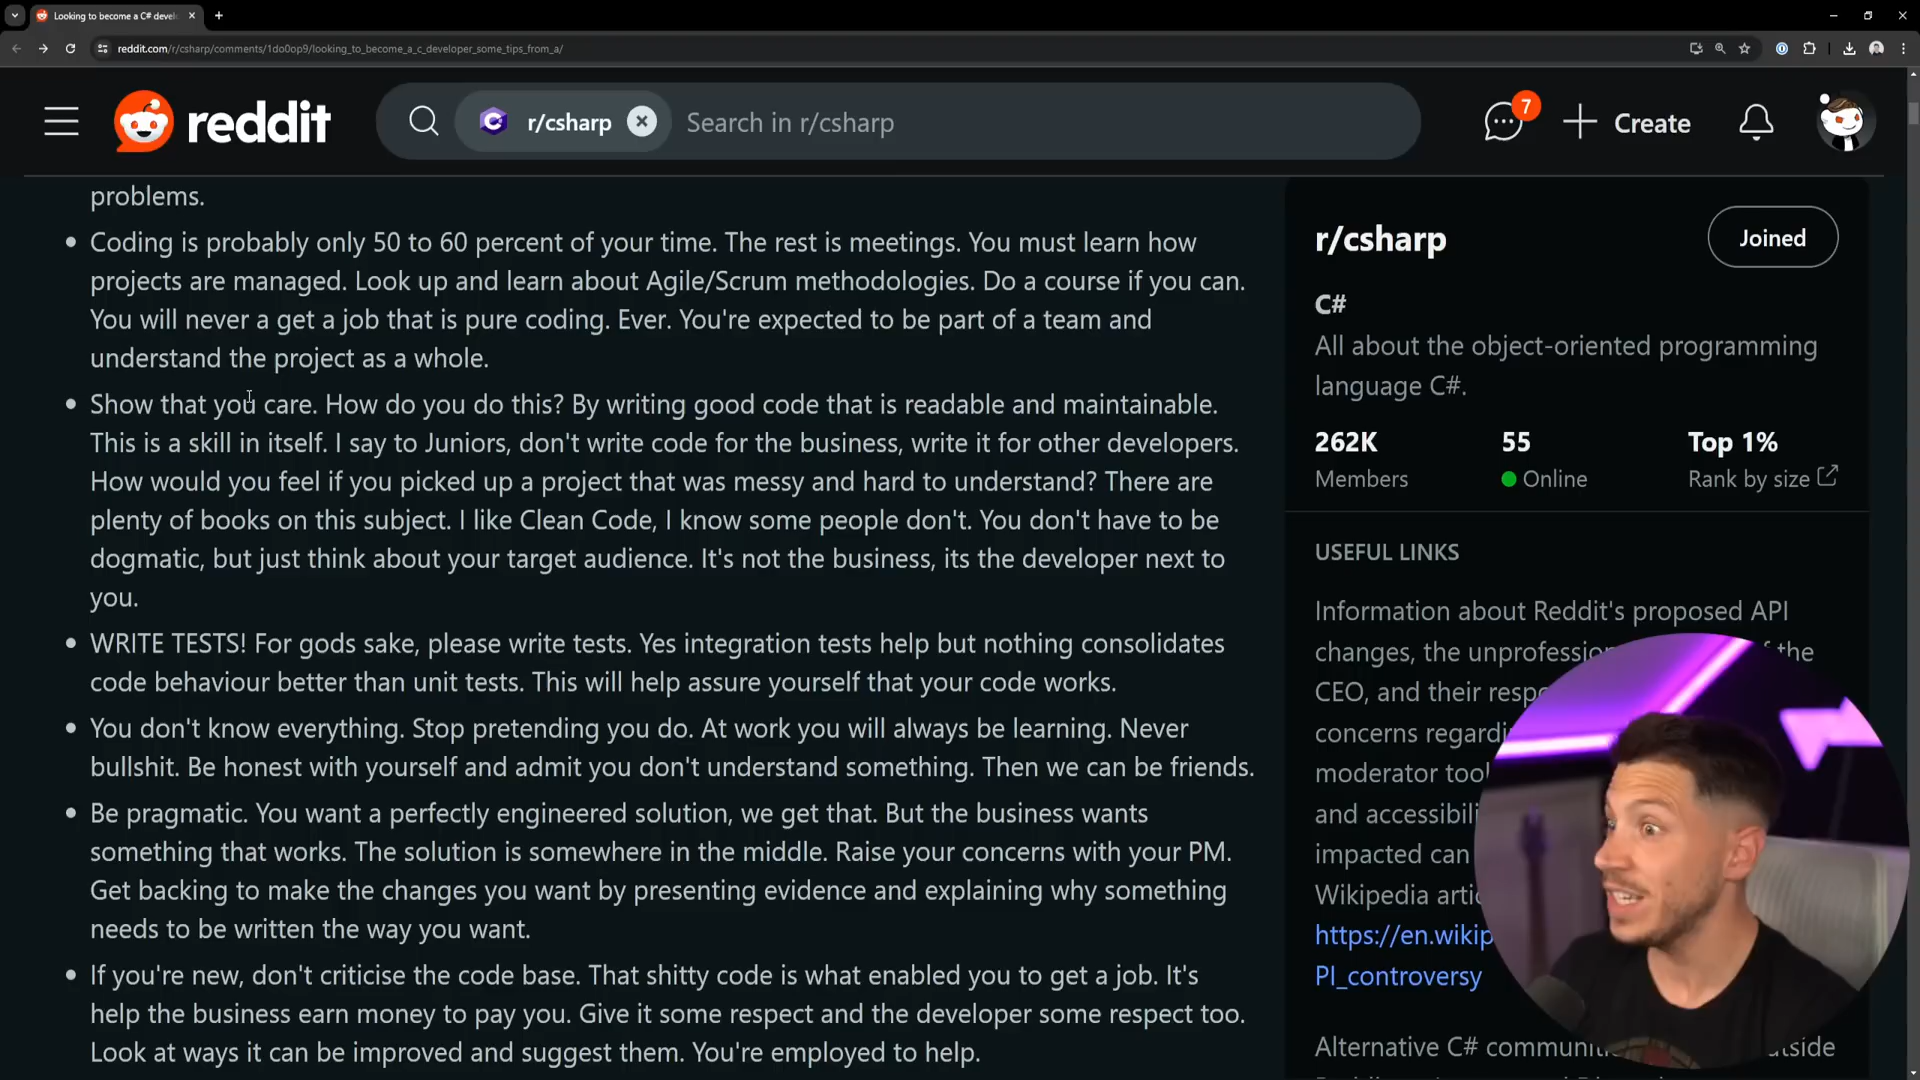 Looking to become a C# devel
reddit.com/r/csharp/comments/1do0op9/looking_to_become_a_c_developer_some_tips_from_a/
reddit
r/csharp
Search in r/csharp
7
Create
problems.
Coding is probably only 50 to 60 percent of your time. The rest is meetings. You must learn how
projects are managed. Look up and learn about Agile/Scrum methodologies. Do a course if you can.
You will never a get a job that is pure coding. Ever. You're expected to be part of a team and
understand the project as a whole.
Show that you care. How do you do this? By writing good code that is readable and maintainable.
This is a skill in itself. I say to Juniors, don't write code for the business, write it for other developers.
How would you feel if you picked up a project that was messy and hard to understand? There are
plenty of books on this subject. I like Clean Code, I know some people don't. You don't have to be
dogmatic, but just think about your target audience. It's not the business, its the developer next to
you.
WRITE TESTS! For gods sake, please write tests. Yes integration tests help but nothing consolidates
code behaviour better than unit tests. This will help assure yourself that your code works.
You don't know everything. Stop pretending you do. At work you will always be learning. Never
bullshit. Be honest with yourself and admit you don't understand something. Then we can be friends.
Be pragmatic. You want a perfectly engineered solution, we get that. But the business wants
something that works. The solution is somewhere in the middle. Raise your concerns with your PM.
Get backing to make the changes you want by presenting evidence and explaining why something
needs to be written the way you want.
If you're new, don't criticise the code base. That shitty code is what enabled you to get a job. It's
help the business earn money to pay you. Give it some respect and the developer some respect too.
Look at ways it can be improved and suggest them. You're employed to help.
r/csharp
Joined
C#
All about the object-oriented programming
language C#.
262K
55
Top 1%
Members
Online
Rank by size
USEFUL LINKS
Information about Reddit's proposed API
changes, the unprofessio the
CEO, and their resp
concerns regardi
moderator tool
and accessibili
impacted can
Wikipedia artic
https://en.wikip
PI_controversy
Alternative C# communiti utside